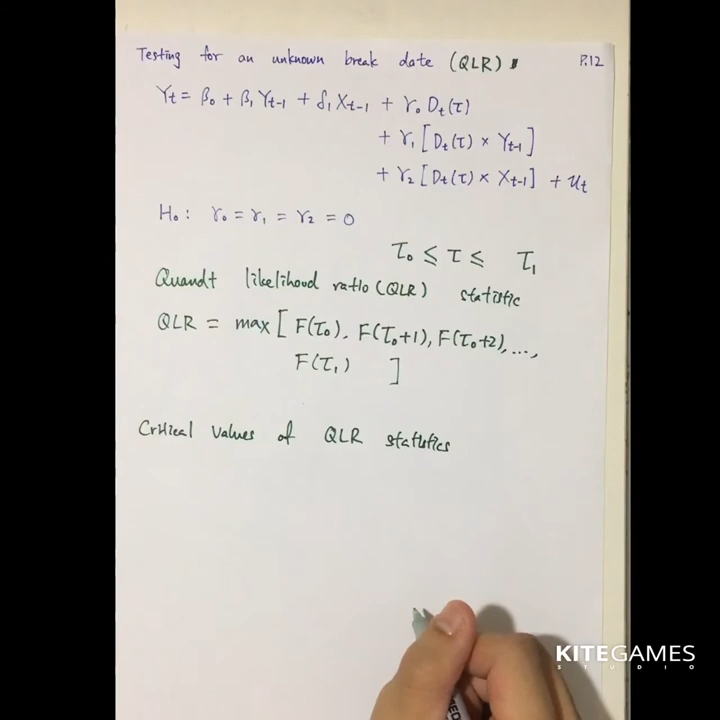 Testing for an unknown break date (QLR) P.12
Yt = β0 + β1 Yt-1 + δ1 Xt-1 + γ0 Dt(τ)
+ γ1 [Dt(τ) × Yt-1]
+ γ2 [Dt(τ) × Xt-1] + ut
H0: γ0 = γ1 = γ2 = 0
τ0 ≤ τ ≤ τ1
Quandt likelihood ratio (QLR) statistic
QLR = max [ F(τ0), F(τ0+1), F(τ0+2), ...,
F(τ1) ]
Critical values of QLR statistics
KITEGAMES
STUDIO